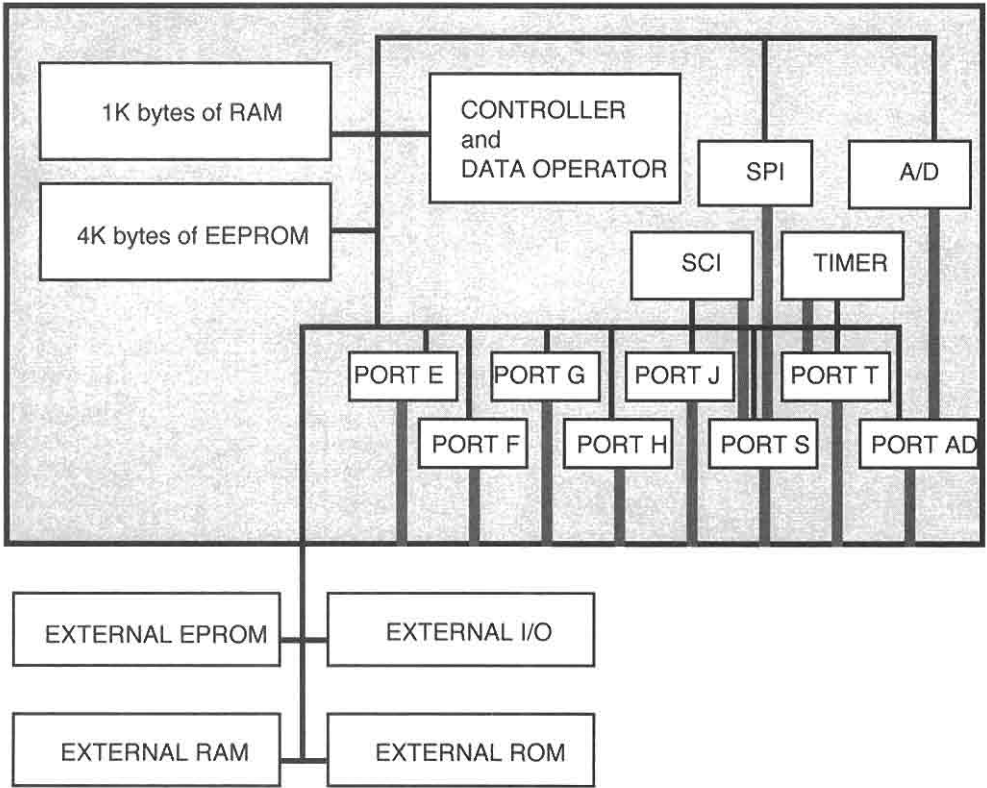 1K bytes of RAM
CONTROLLER
and
DATA OPERATOR
SPI
A/D
4K bytes of EEPROM
SCI
TIMER
PORT E
PORT G
PORT J
PORT T
PORT F
PORT H
PORT S
PORT AD
EXTERNAL EPROM
EXTERNAL I/O
EXTERNAL RAM
EXTERNAL ROM